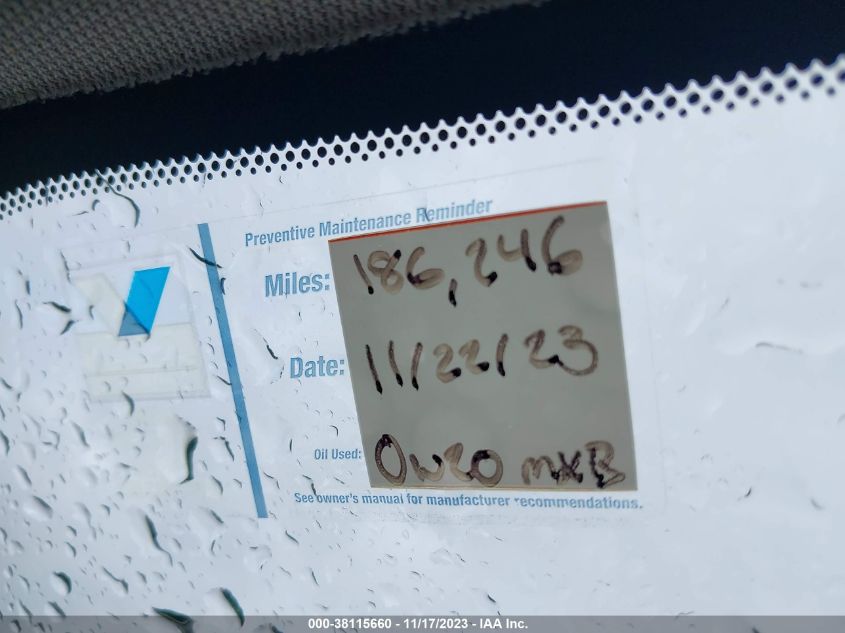 Preventive Maintenance Reminder
Miles: 186,246
Date: 11/22/23
Oil Used: 0w20 mxB
See owner's manual for manufacturer recommendations.
000-38115660 - 11/17/2023 - IAA Inc.